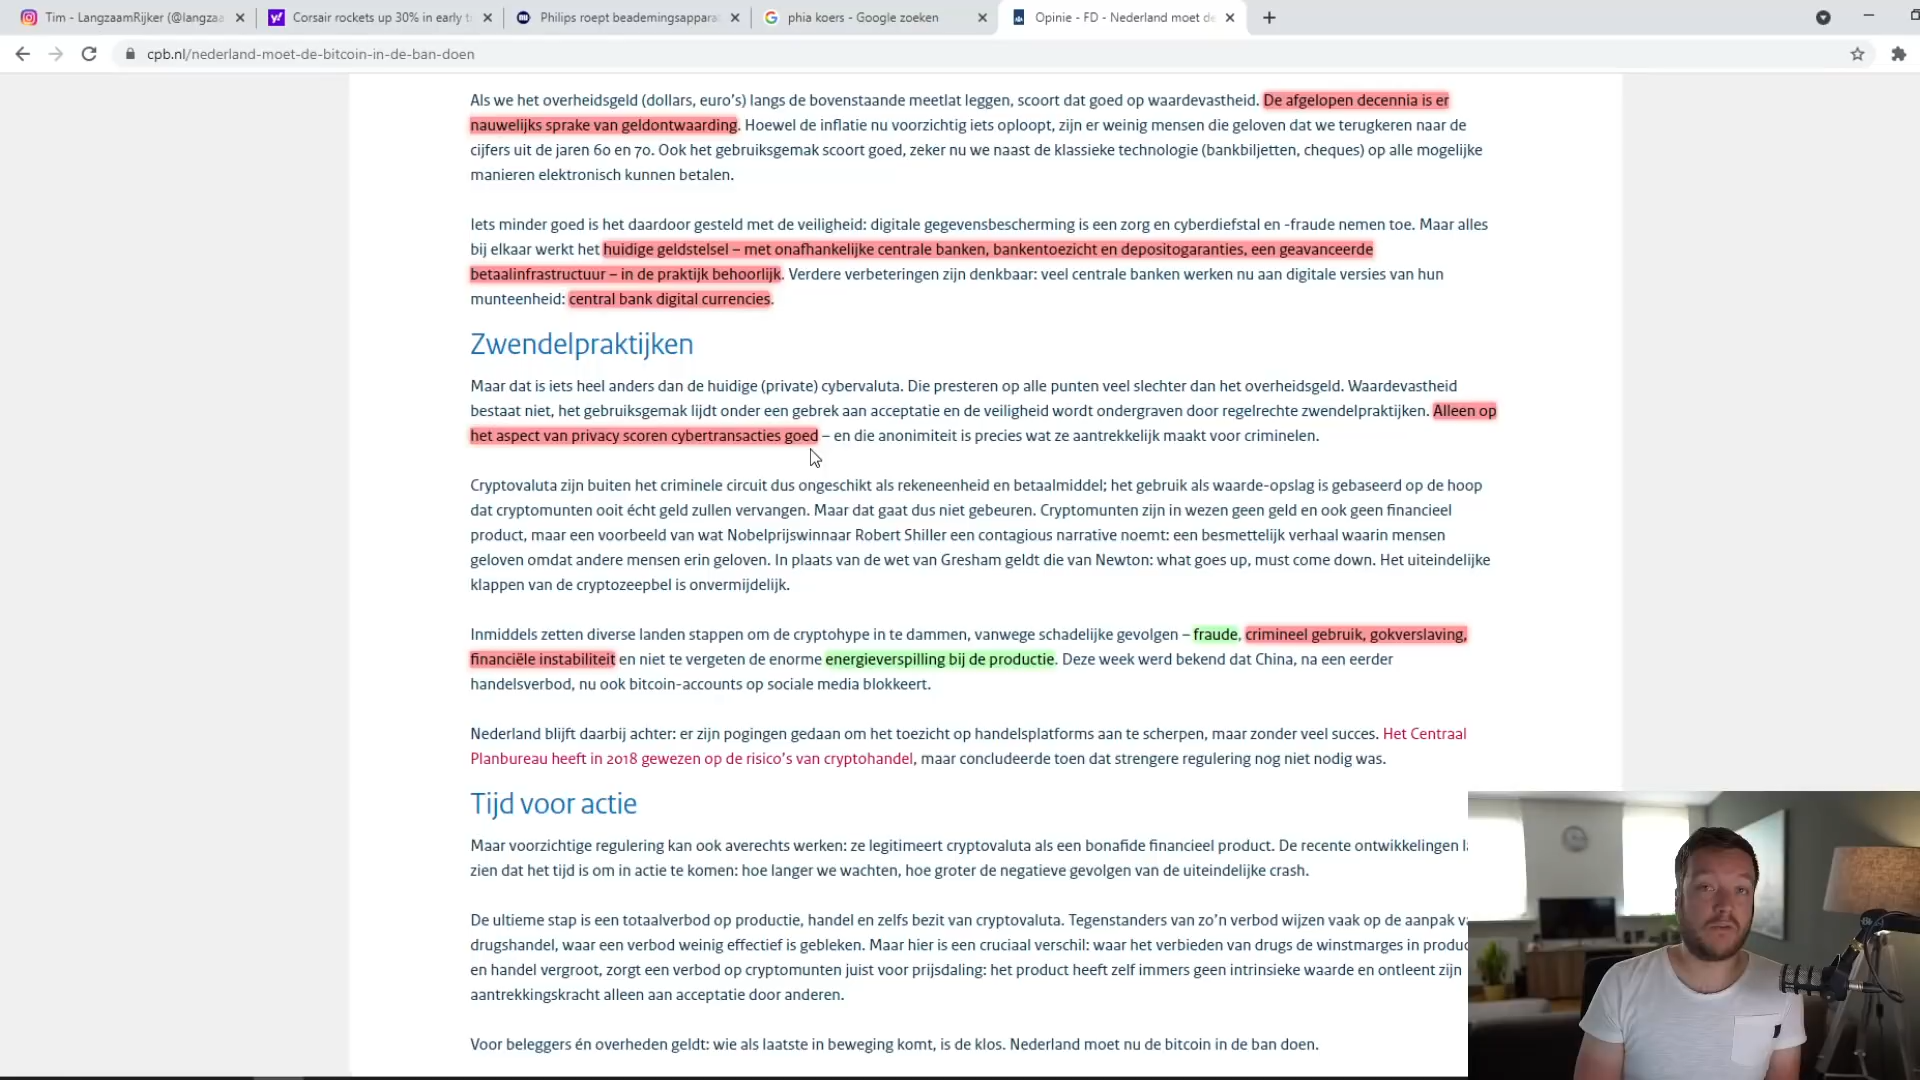 Tim - LangzaamRijker (@langzaa
Corsair rockets up 30% in early t
Philips roept beademingsappara
phia koers - Google zoeken
Opinie - FD - Nederland moet de
cpb.nl/nederland-moet-de-bitcoin-in-de-ban-doen
Als we het overheidsgeld (dollars, euro's) langs de bovenstaande meetlat leggen, scoort dat goed op waardevastheid. De afgelopen decennia is er
nauwelijks sprake van geldontwaarding. Hoewel de inflatie nu voorzichtig iets oploopt, zijn er weinig mensen die geloven dat we terugkeren naar de
cijfers uit de jaren 60 en 70. Ook het gebruiksgemak scoort goed, zeker nu we naast de klassieke technologie (bankbiljetten, cheques) op alle mogelijke
manieren elektronisch kunnen betalen.
Iets minder goed is het daardoor gesteld met de veiligheid: digitale gegevensbescherming is een zorg en cyberdiefstal en -fraude nemen toe. Maar alles
bij elkaar werkt het huidige geldstelsel – met onafhankelijke centrale banken, bankentoezicht en depositogaranties, een geavanceerde
betaalinfrastructuur – in de praktijk behoorlijk. Verdere verbeteringen zijn denkbaar: veel centrale banken werken nu aan digitale versies van hun
munteenheid: central bank digital currencies.
Zwendelpraktijken
Maar dat is iets heel anders dan de huidige (private) cybervaluta. Die presteren op alle punten veel slechter dan het overheidsgeld. Waardevastheid
bestaat niet, het gebruiksgemak lijdt onder een gebrek aan acceptatie en de veiligheid wordt ondergraven door regelrechte zwendelpraktijken. Alleen op
het aspect van privacy scoren cybertransacties goed – en die anonimiteit is precies wat ze aantrekkelijk maakt voor criminelen.
Cryptovaluta zijn buiten het criminele circuit dus ongeschikt als rekeneenheid en betaalmiddel; het gebruik als waarde-opslag is gebaseerd op de hoop
dat cryptomunten ooit écht geld zullen vervangen. Maar dat gaat dus niet gebeuren. Cryptomunten zijn in wezen geen geld en ook geen financieel
product, maar een voorbeeld van wat Nobelprijswinnaar Robert Shiller een contagious narrative noemt: een besmettelijk verhaal waarin mensen
geloven omdat andere mensen erin geloven. In plaats van de wet van Gresham geldt die van Newton: what goes up, must come down. Het uiteindelijke
klappen van de cryptozeepbel is onvermijdelijk.
Inmiddels zetten diverse landen stappen om de cryptohype in te dammen, vanwege schadelijke gevolgen – fraude, crimineel gebruik, gokverslaving,
financiële instabiliteit en niet te vergeten de enorme energieverspilling bij de productie. Deze week werd bekend dat China, na een eerder
handelsverbod, nu ook bitcoin-accounts op sociale media blokkeert.
Nederland blijft daarbij achter: er zijn pogingen gedaan om het toezicht op handelsplatforms aan te scherpen, maar zonder veel succes. Het Centraal
Planbureau heeft in 2018 gewezen op de risico's van cryptohandel, maar concludeerde toen dat strengere regulering nog niet nodig was.
Tijd voor actie
Maar voorzichtige regulering kan ook averechts werken: ze legitimeert cryptovaluta als een bonafide financieel product. De recente ontwikkelingen l
zien dat het tijd is om in actie te komen: hoe langer we wachten, hoe groter de negatieve gevolgen van de uiteindelijke crash.
De ultieme stap is een totaalverbod op productie, handel en zelfs bezit van cryptovaluta. Tegenstanders van zo'n verbod wijzen vaak op de aanpak v
drugshandel, waar een verbod weinig effectief is gebleken. Maar hier is een cruciaal verschil: waar het verbieden van drugs de winstmarges in produc
en handel vergroot, zorgt een verbod op cryptomunten juist voor prijsdaling: het product heeft zelf immers geen intrinsieke waarde en ontleent zijn
aantrekkingskracht alleen aan acceptatie door anderen.
Voor beleggers én overheden geldt: wie als laatste in beweging komt, is de klos. Nederland moet nu de bitcoin in de ban doen.